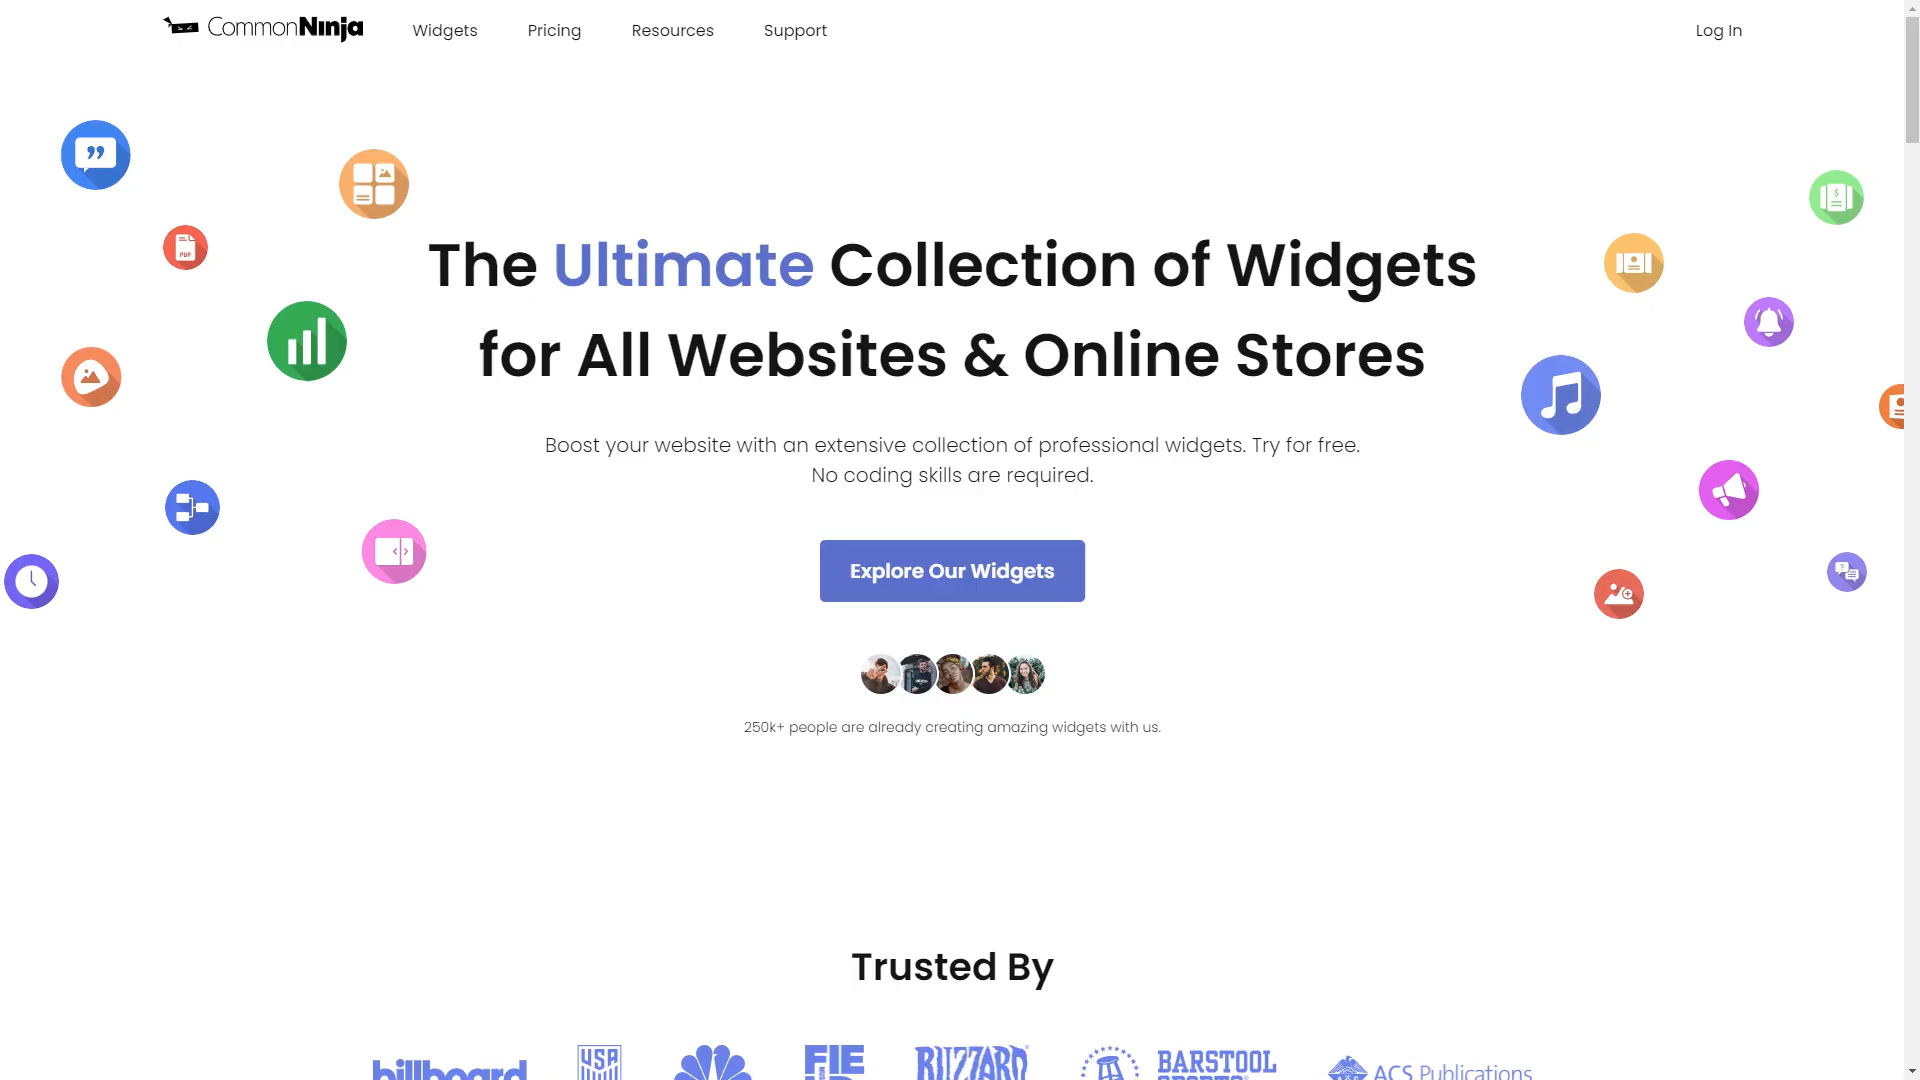 CommonNinja
Widgets
Pricing
Resources
Support
Log In
PDF
The Ultimate Collection of Widgets
for All Websites & Online Stores
Boost your website with an extensive collection of professional widgets. Try for free.
No coding skills are required.
Explore Our Widgets
250k+ people are already creating amazing widgets with us.
Trusted By
billboard
USA
BLIZZARD
BARSTOOL
SPORTS
ACS Publications